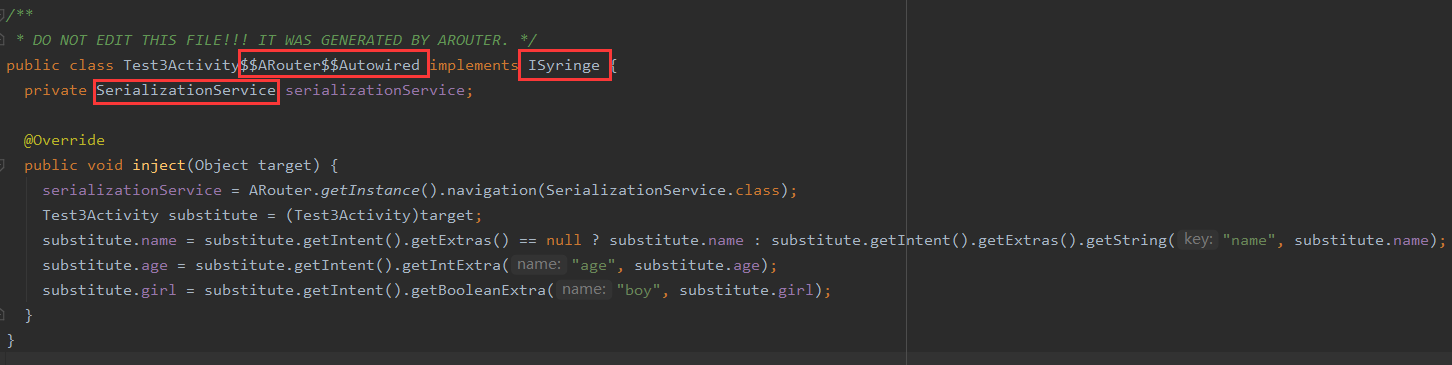 /**
* DO NOT EDIT THIS FILE!!! IT WAS GENERATED BY AROUTER. */
public class Test3Activity$$ARouter$$Autowired implements ISyringe {
private SerializationService serializationService;
@Override
public void inject(Object target) {
serializationService = ARouter.getInstance().navigation(SerializationService.class);
Test3Activity substitute = (Test3Activity)target;
substitute.name = substitute.getIntent().getExtras() == null ? substitute.name : substitute.getIntent().getExtras().getString( key: "name", substitute.name);
substitute.age = substitute.getIntent().getIntExtra( name: "age", substitute.age);
substitute.girl = substitute.getIntent().getBooleanExtra( name: "boy", substitute.girl);
}
}